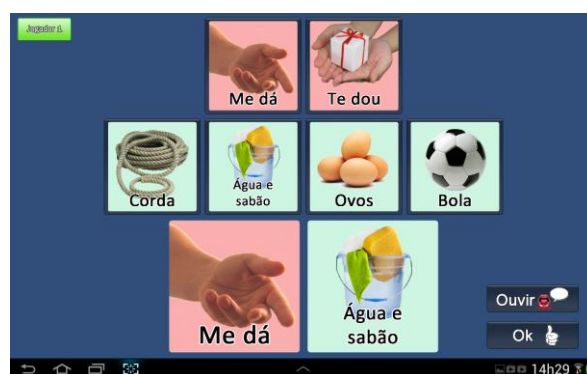 Jogador 1
Me dá
Te dou
Corda
Água e
sabão
Ovos
Bola
Me dá
Água e
sabão
Ouvir
Ok
14h29